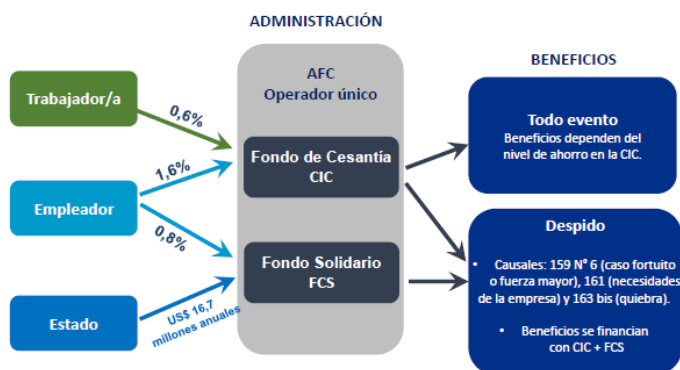 ADMINISTRACIÓN
BENEFICIOS
AFC
Operador único
Trabajador/a
0,6%
Fondo de Cesantía
CIC
Todo evento
Beneficios dependen del
nivel de ahorro en la CIC.
1,6%
Empleador
0,8%
Fondo Solidario
FCS
Despido
• Causales: 159 N° 6 (caso fortuito
o fuerza mayor), 161 (necesidades
de la empresa) y 163 bis (quiebra).
• Beneficios se financian
con CIC + FCS
Estado
US$ 16,7
millones anuales